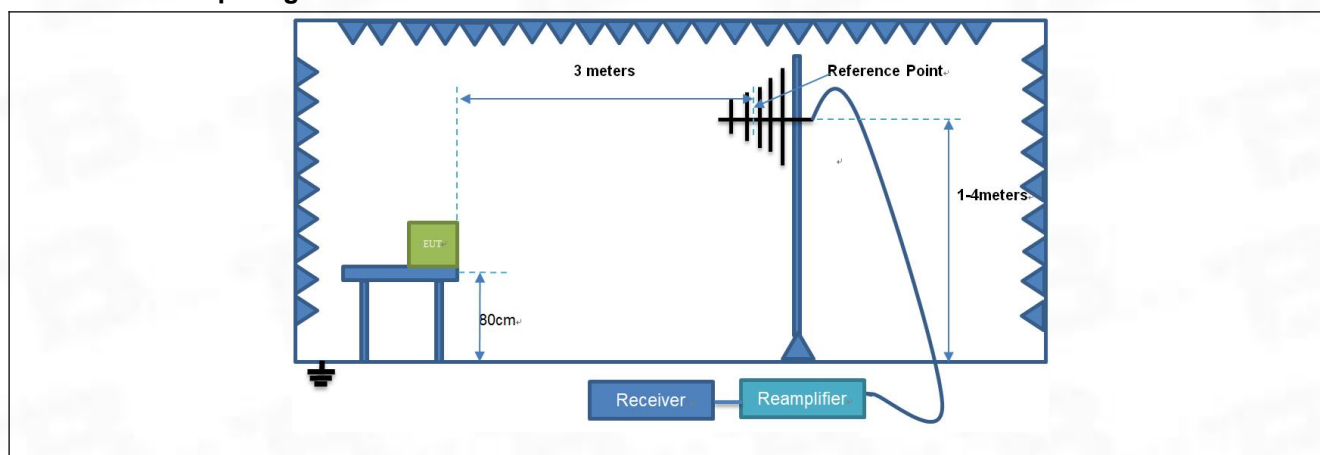 3 meters
Reference Point
1-4meters
EUT
80cm
Receiver
Reamplifier